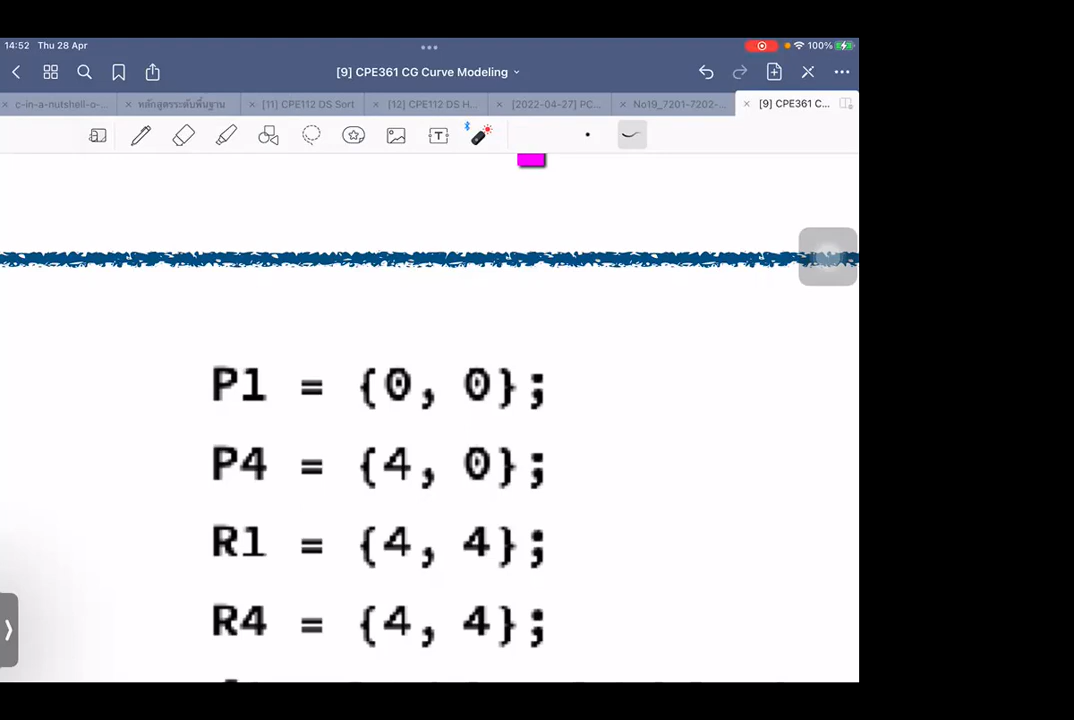 14:52 Thu 28 Apr
100%
[9] CPE361 CG Curve Modeling
c-in-a-nutshell-o-...
หลักสูตรระดับพื้นฐาน
[11] CPE112 DS Sort
[12] CPE112 DS H...
[2022-04-27] PC...
No19_7201-7202-...
[9] CPE361 C...
T
P1 = {0, 0};
P4 = {4, 0};
R1 = {4, 4};
R4 = {4, 4};